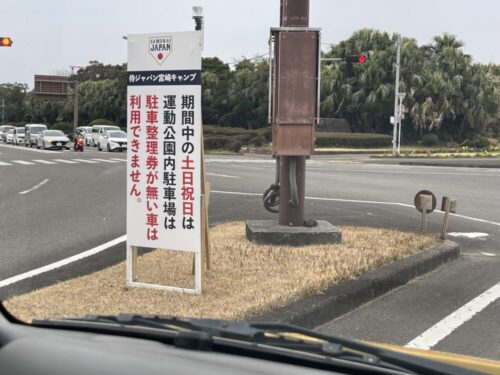 SAMURAI JAPAN
JAPAN
侍ジャパン宮崎キャンプ
期間中の土日祝日は
運動公園内駐車場は
駐車整理券が無い車は
利用できません。